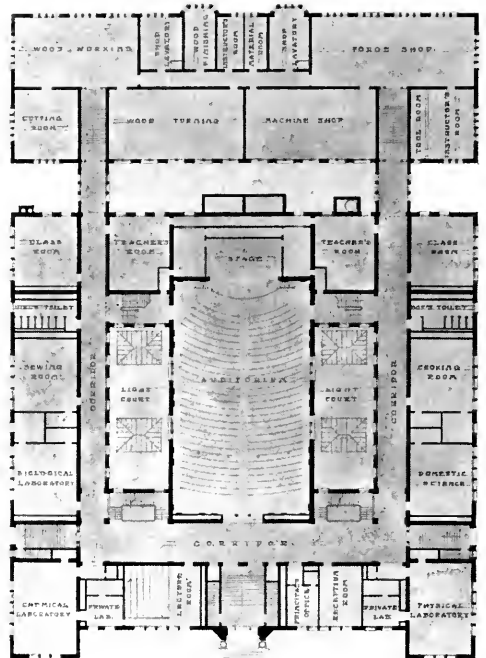 WOOD WORKING
SHOP
LAVATORY
WOOD
FINISHING
INSTRUCTOR'S
ROOM
MATERIAL
ROOM
SHOP
LAVATORY
FORGE SHOP
CUTTING
ROOM
WOOD TURNING
MACHINE SHOP
TOOL ROOM
INSTRUCTOR'S
ROOM
CLASS
ROOM
TEACHER'S
ROOM
STAGE
TEACHER'S
ROOM
CLASS
ROOM
TOILET
BOY'S TOILET
SEWING
ROOM
CORRIDOR
LIGHT
COURT
AUDITORIUM
LIGHT
COURT
CORRIDOR
COOKING
ROOM
BIOLOGICAL
LABORATORY
DOMESTIC
SCIENCE
CORRIDOR
CHEMICAL
LABORATORY
PRIVATE
LAB.
LECTURE
ROOM
PRINCIPAL'S
OFFICE
RECEPTION
ROOM
PRIVATE
LAB.
PHYSICAL
LABORATORY